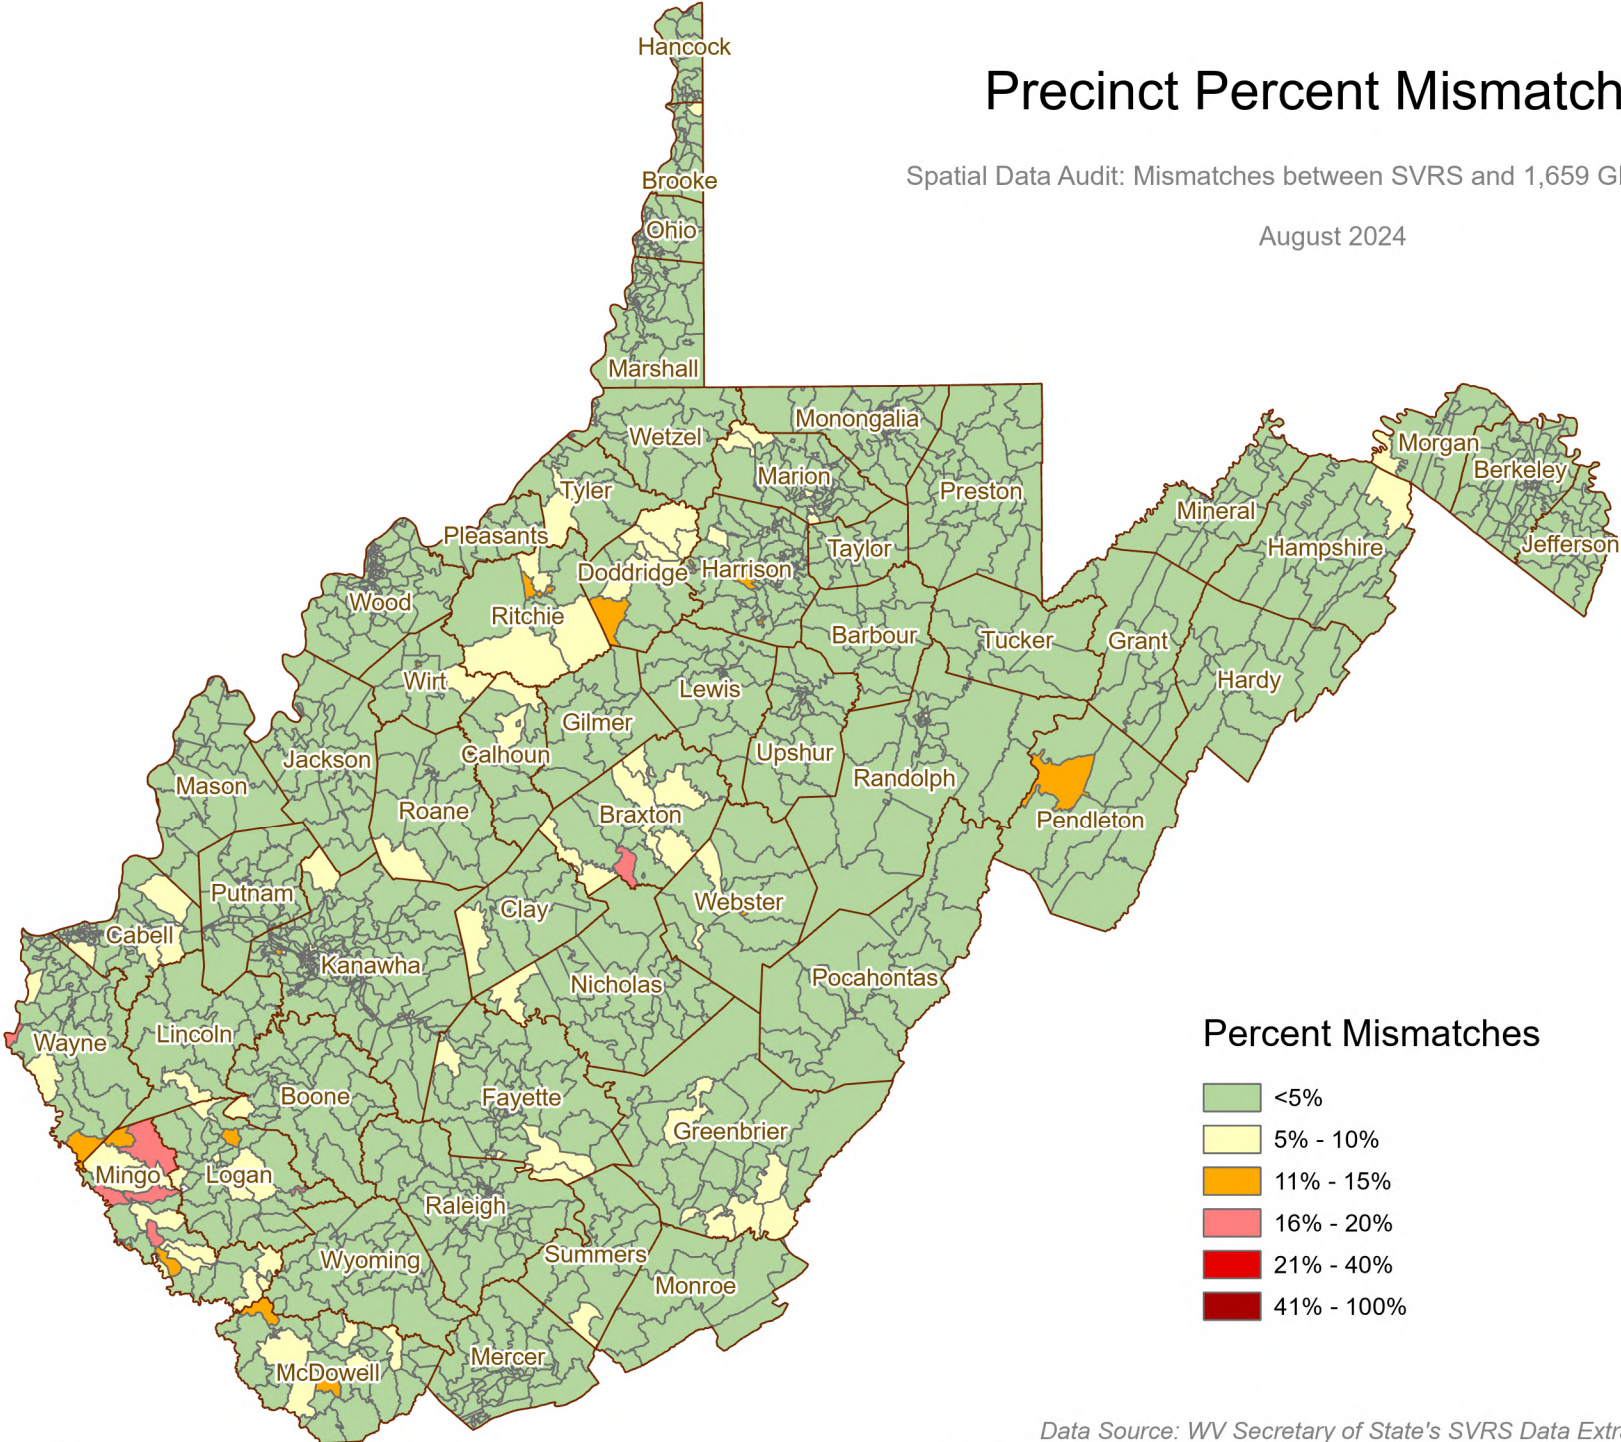 Precinct Percent Mismatch
Spatial Data Audit: Mismatches between SVRS and 1,659
August 2024
Hancock
Brooke
Ohio
Marshall
Wetzel
Monongalia
Marion
Preston
Tyler
Pleasants
Doddridge
Harrison
Taylor
Morgan
Berkeley
Mineral
Hampshire
Jefferson
Wood
Ritchie
Barbour
Tucker
Grant
Hardy
Wirt
Lewis
Gilmer
Calhoun
Upshur
Randolph
Jackson
Mason
Roane
Braxton
Pendleton
Putnam
Clay
Webster
Cabell
Kanawha
Nicholas
Pocahontas
Wayne
Lincoln
Boone
Fayette
Greenbrier
Mingo
Logan
Raleigh
Wyoming
Summers
Monroe
McDowell
Mercer
Percent Mismatches
<5%
5% - 10%
11% - 15%
16% - 20%
21% - 40%
41% - 100%
Data Source: WV Secretary of State's SVRS Data